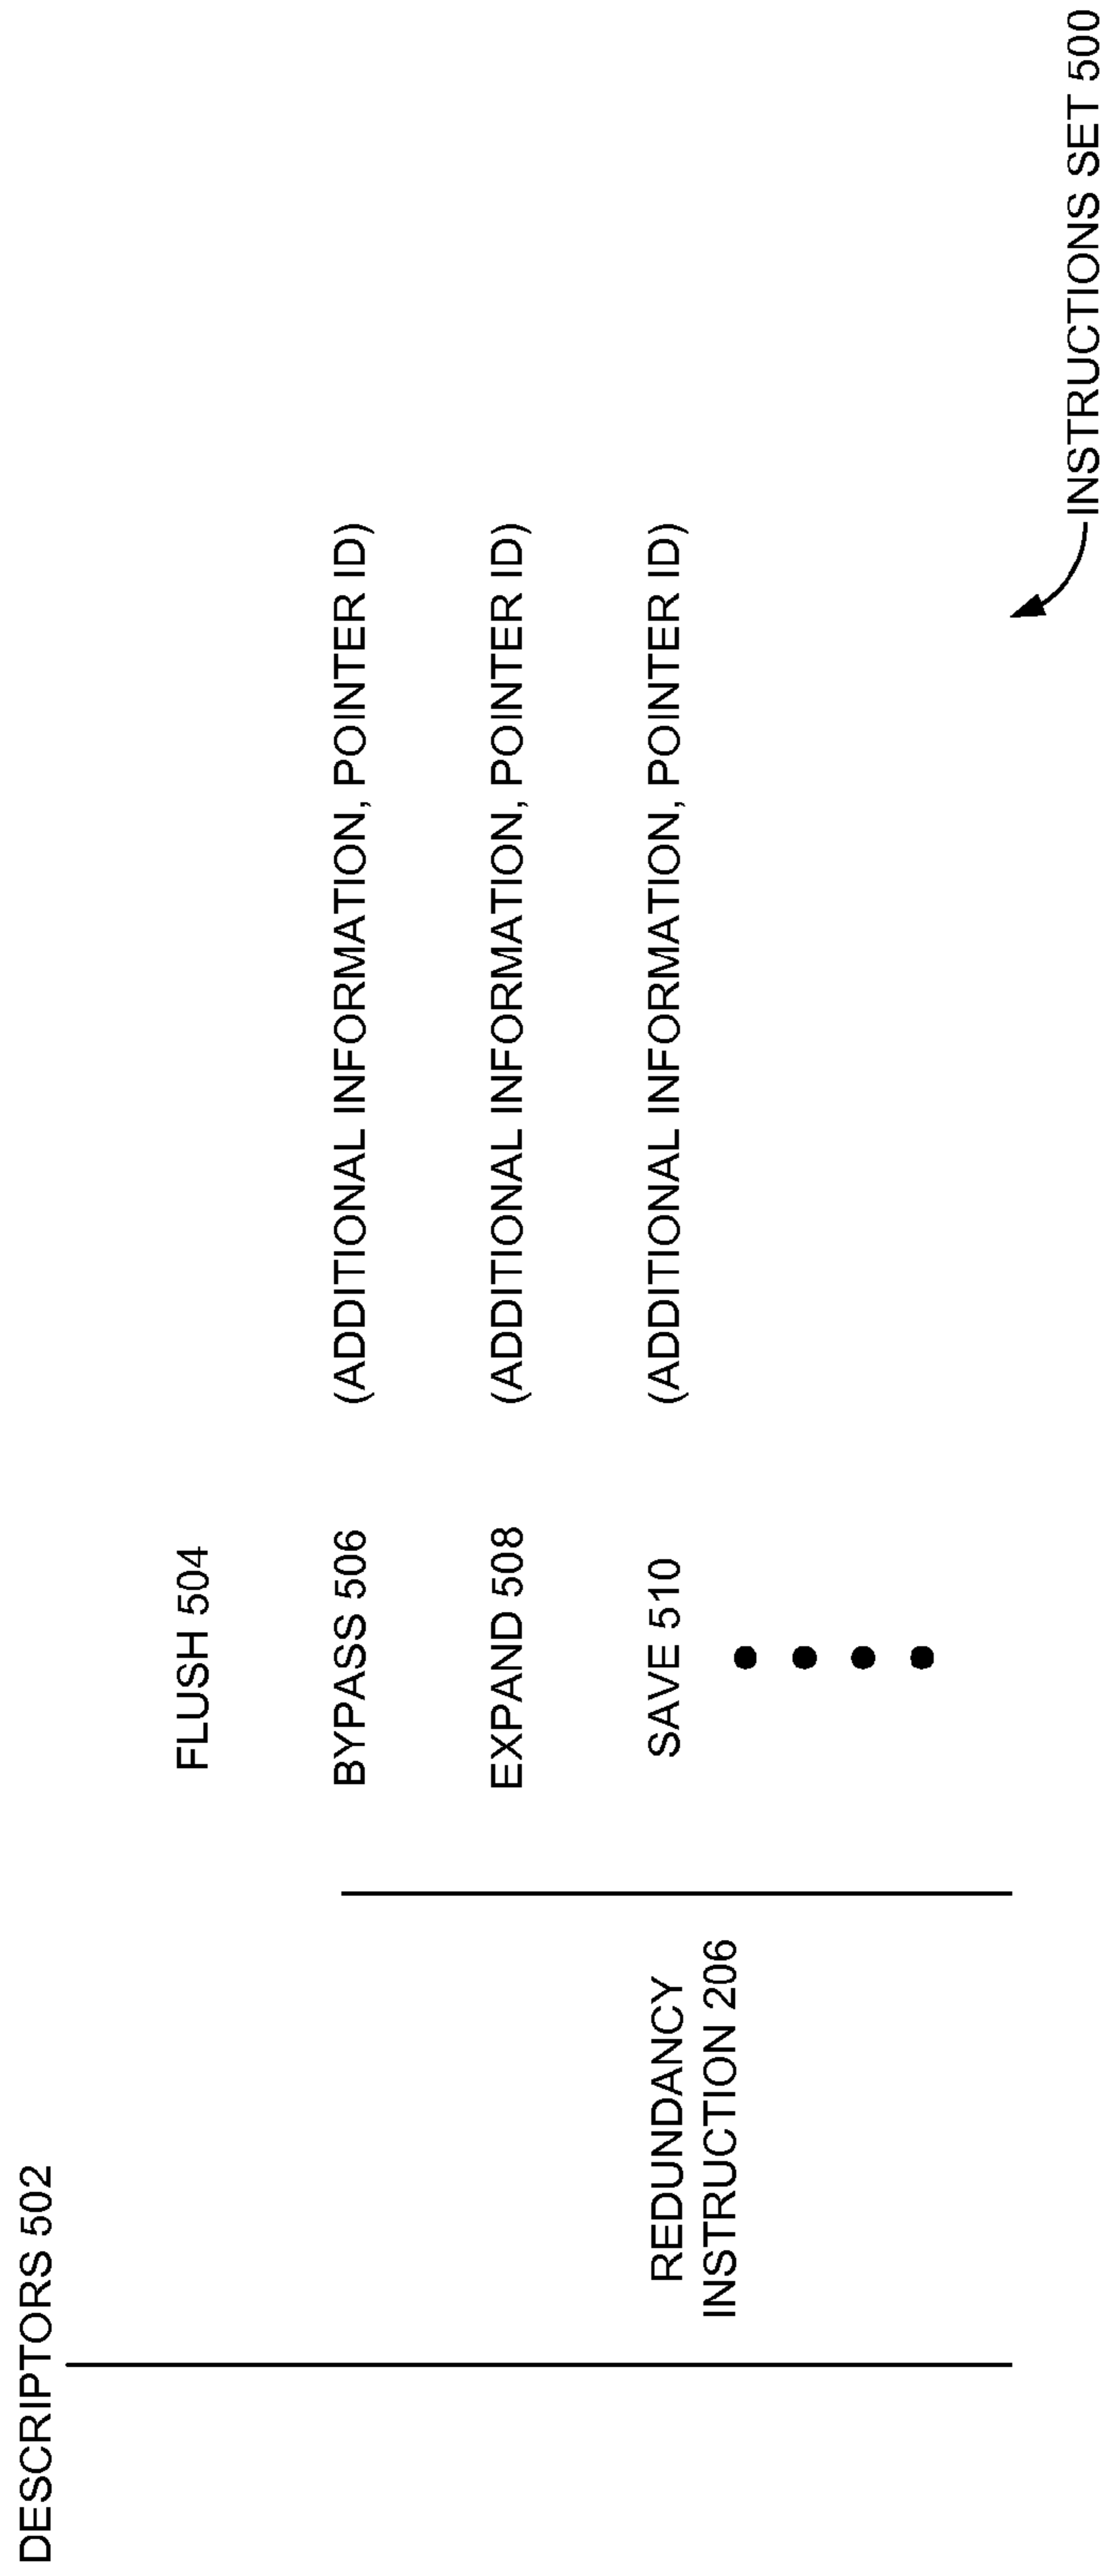 DESCRIPTORS 502
FLUSH 504
BYPASS 506 (ADDITIONAL INFORMATION, POINTER ID)
EXPAND 508 (ADDITIONAL INFORMATION, POINTER ID)
REDUNDANCY
INSTRUCTION 206
SAVE 510 (ADDITIONAL INFORMATION, POINTER ID)
INSTRUCTIONS SET 500